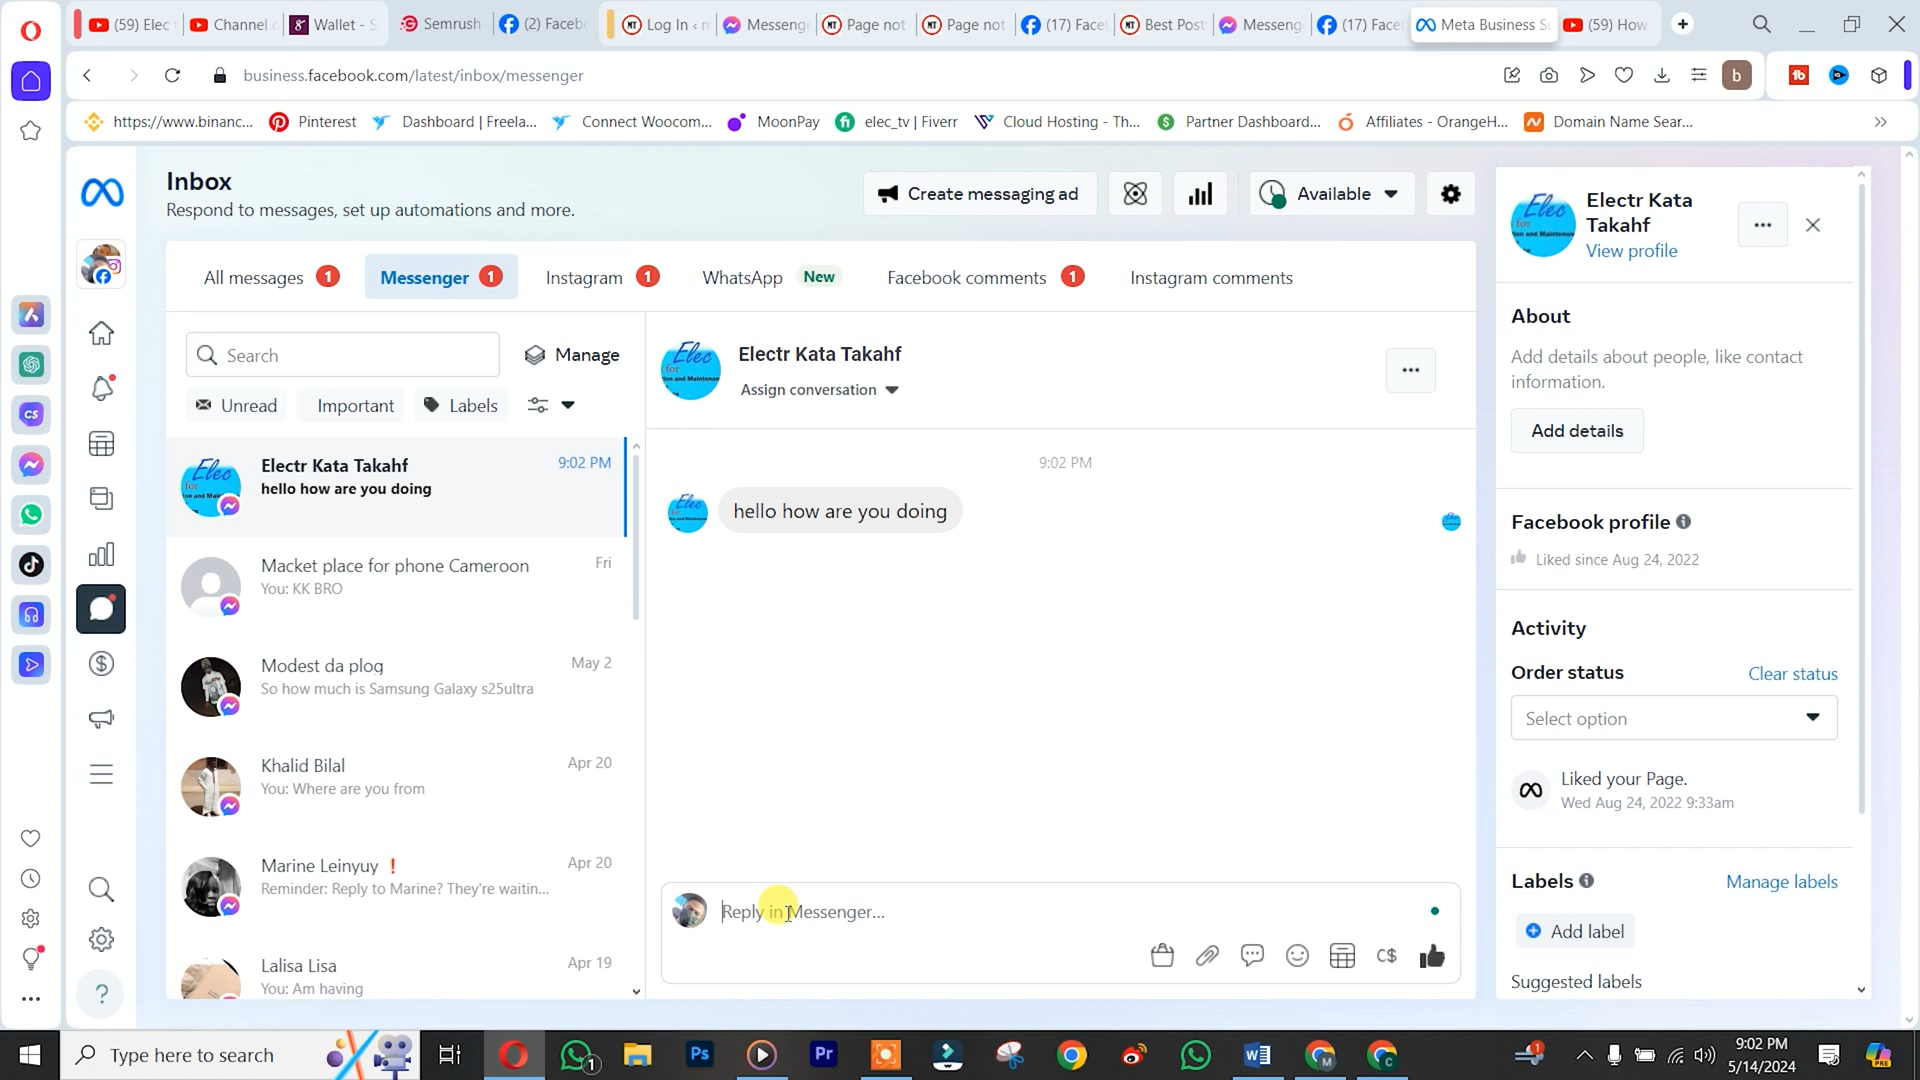 (59) Elec
Channel
Wallet - S
Semrush
(2) Faceb
Log In ‹ m
Messenge
Page not
Page not
(17) Face
Best Post
Messeng
(17) Face
Meta Business S
(59) How
business.facebook.com/latest/inbox/messenger
b
https://www.binanc...
Pinterest
Dashboard | Freela...
Connect Woocom...
MoonPay
elec_tv | Fiverr
Cloud Hosting - Th...
Partner Dashboard...
Affiliates - OrangeH...
Domain Name Sear...
Inbox
Respond to messages, set up automations and more.
Create messaging ad
Available
All messages 1
Messenger 1
Instagram 1
WhatsApp New
Facebook comments 1
Instagram comments
Search
Manage
Unread
Important
Labels
Electr Kata Takahf
9:02 PM
hello how are you doing
Macket place for phone Cameroon
Fri
You: KK BRO
Modest da plog
May 2
So how much is Samsung Galaxy s25ultra
Khalid Bilal
Apr 20
You: Where are you from
Marine Leinyuy
Apr 20
Reminder: Reply to Marine? They're waitin...
Lalisa Lisa
Apr 19
You: Am having
Electr Kata Takahf
Assign conversation
9:02 PM
hello how are you doing
Reply in Messenger...
C$
Electr Kata
Takahf
View profile
About
Add details about people, like contact
information.
Add details
Facebook profile
Liked since Aug 24, 2022
Activity
Order status
Clear status
Select option
Liked your Page.
Wed Aug 24, 2022 9:33am
Labels
Manage labels
Add label
Suggested labels
Type here to search
9:02 PM
5/14/2024